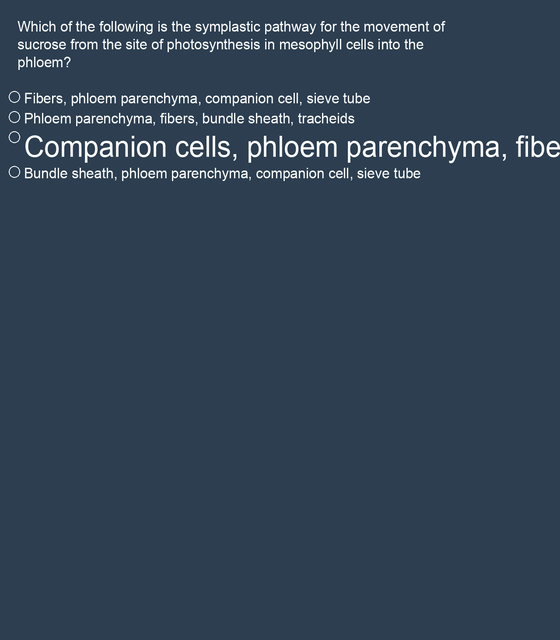 Which of the following is the symplastic pathway for the movement of
sucrose from the site of photosynthesis in mesophyll cells into the
phloem?
Fibers, phloem parenchyma, companion cell, sieve tube
Phloem parenchyma, fibers, bundle sheath, tracheids
Companion cells, phloem parenchyma, fibe
Bundle sheath, phloem parenchyma, companion cell, sieve tube